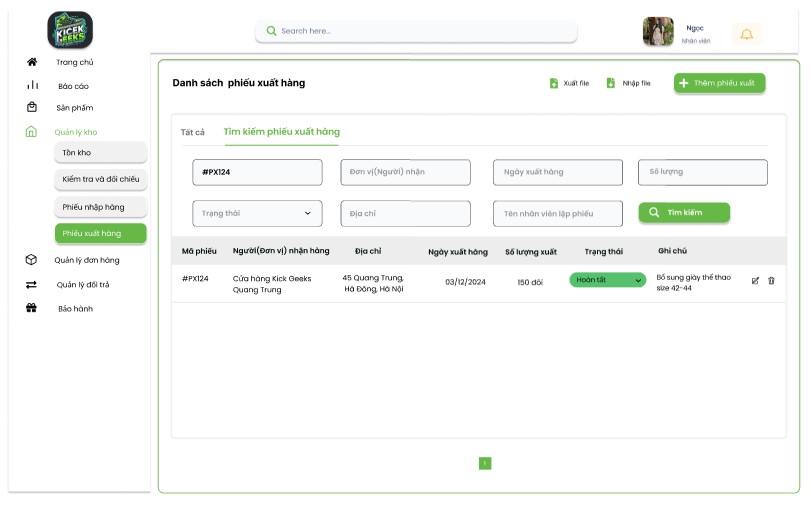 KICEK
GEEKS
Search here...
Ngọc
Nhân viên
Trang chủ
Báo cáo
Sản phẩm
Quản lý kho
Tồn kho
Kiểm tra và đối chiếu
Phiếu nhập hàng
Phiếu xuất hàng
Quản lý đơn hàng
Quản lý đổi trả
Bảo hành
Danh sách phiếu xuất hàng
Xuất file
Nhập file
Thêm phiếu xuất
Tất cả
Tìm kiếm phiếu xuất hàng
#PX124
Đơn vị(Người) nhận
Ngày xuất hàng
Số lượng
Trạng thái
Địa chỉ
Tên nhân viên lập phiếu
Tìm kiếm
Mã phiếu Người(Đơn vị) nhận hàng Địa chỉ Ngày xuất hàng Số lượng xuất Trạng thái Ghi chú
#PX124
Cửa hàng Kick Geeks
Quang Trung
45 Quang Trung,
Hà Đông, Hà Nội
03/12/2024
150 đôi
Hoàn tất
Bổ sung giày thể thao
size 42-44
1